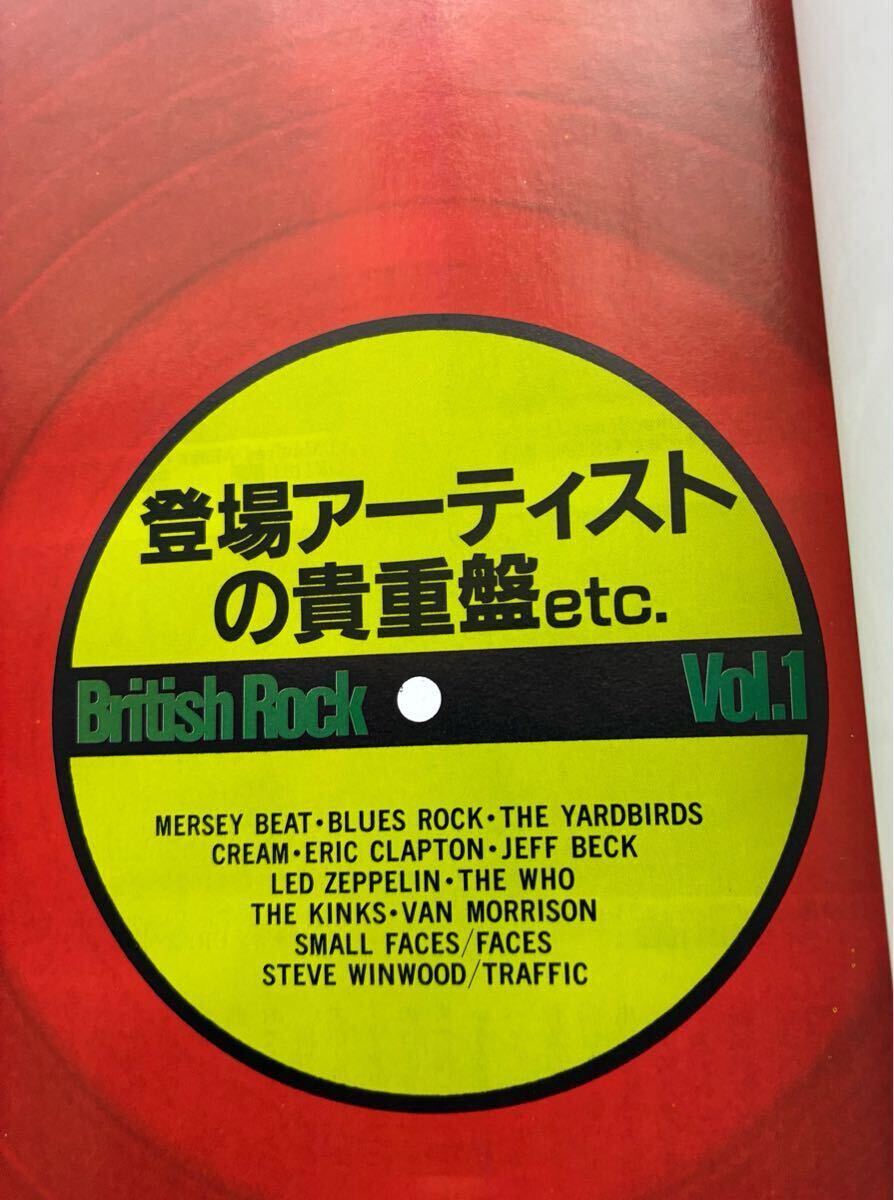 登場アーティスト
の貴重盤etc.
British Rock Vol.1
MERSEY BEAT・BLUES ROCK・THE YARDBIRDS
CREAM・ERIC CLAPTON・JEFF BECK
LED ZEPPELIN・THE WHO
THE KINKS・VAN MORRISON
SMALL FACES/FACES
STEVE WINWOOD/TRAFFIC